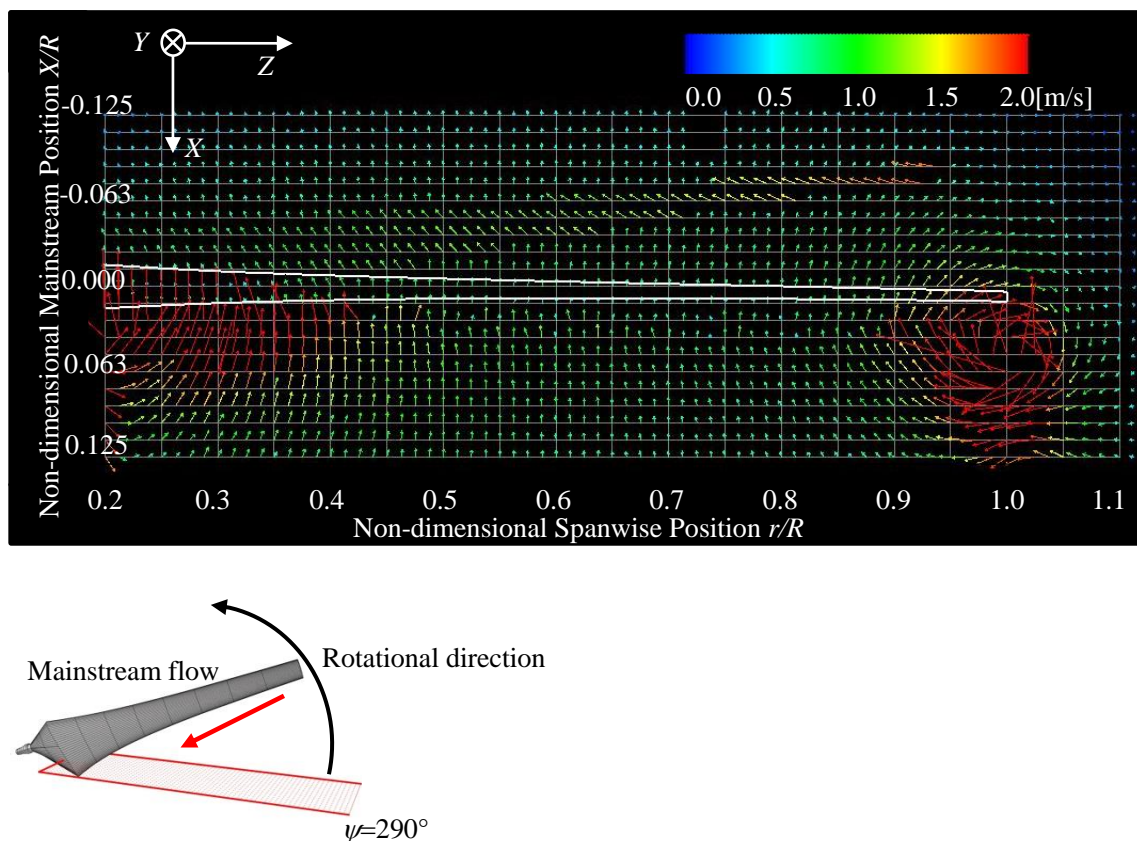 Y
Z
X
0.0 0.5 1.0 1.5 2.0[m/s]
Non-dimensional Mainstream Position X/R
-0.125
-0.063
0.000
0.063
0.125
0.2 0.3 0.4 0.5 0.6 0.7 0.8 0.9 1.0 1.1
Non-dimensional Spanwise Position r/R
Mainstream flow
Rotational direction
ψ=290°